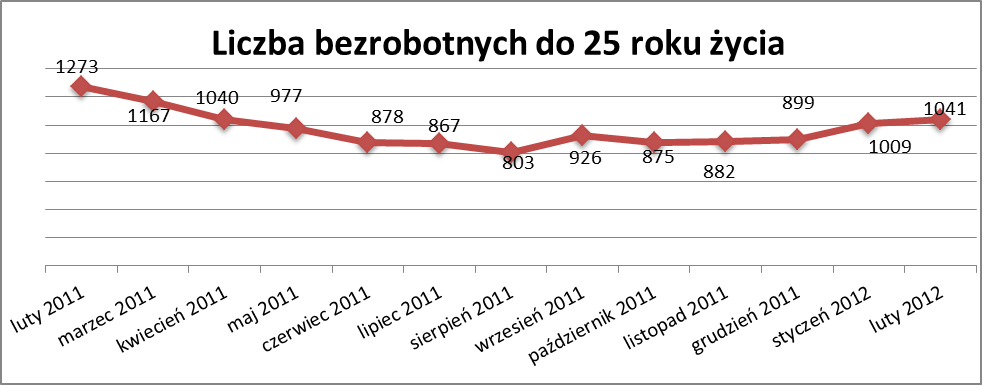 Liczba bezrobotnych do 25 roku życia
1273
1167
1040
977
878
867
803
926
875
882
899
1009
1041
luty 2011
marzec 2011
kwiecień 2011
maj 2011
czerwiec 2011
lipiec 2011
sierpień 2011
wrzesień 2011
październik 2011
listopad 2011
grudzień 2011
styczeń 2012
luty 2012